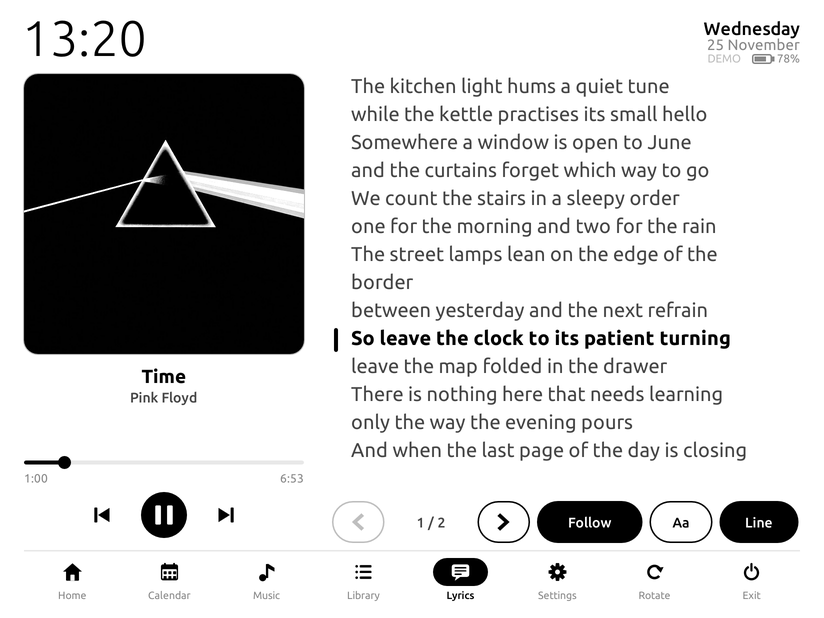 13:20
Wednesday
25 November
DEMO 78%
The kitchen light hums a quiet tune
while the kettle practises its small hello
Somewhere a window is open to June
and the curtains forget which way to go
We count the stairs in a sleepy order
one for the morning and two for the rain
The street lamps lean on the edge of the
border
between yesterday and the next refrain
So leave the clock to its patient turning
leave the map folded in the drawer
There is nothing here that needs learning
only the way the evening pours
And when the last page of the day is closing
Time
Pink Floyd
1:00 6:53
1 / 2 Follow Aa Line
Home Calendar Music Library Lyrics Settings Rotate Exit